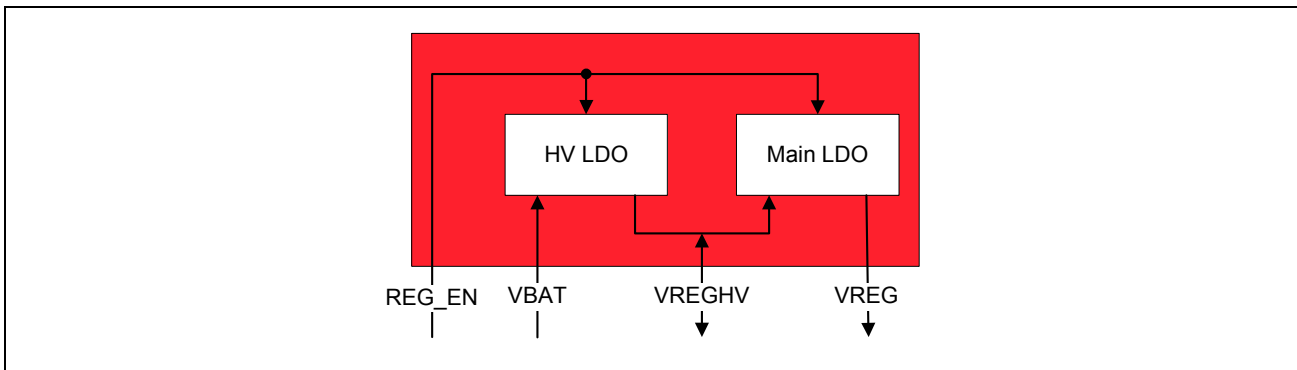 HV LDO
Main LDO
REG_EN
VBAT
VREGHV
VREG